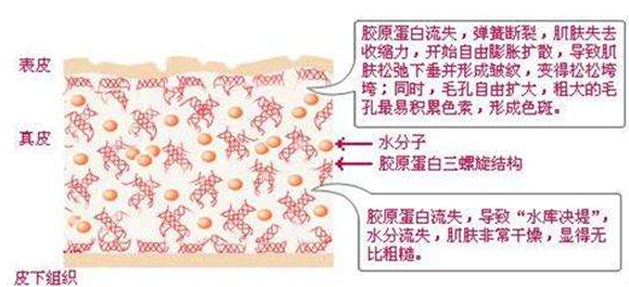 胶原蛋白流失，弹簧断裂，肌肤失去
收缩力，开始自由膨胀扩散，导致肌
肤松弛下垂并形成皱纹，变得松松垮
垮；同时，毛孔自由扩大，粗大的毛
孔最易积累色素，形成色斑。
表皮
真皮
水分子
胶原蛋白三螺旋结构
胶原蛋白流失，导致“水库决堤”，
水分流失，肌肤非常干燥，显得无
比粗糙。
皮下组织